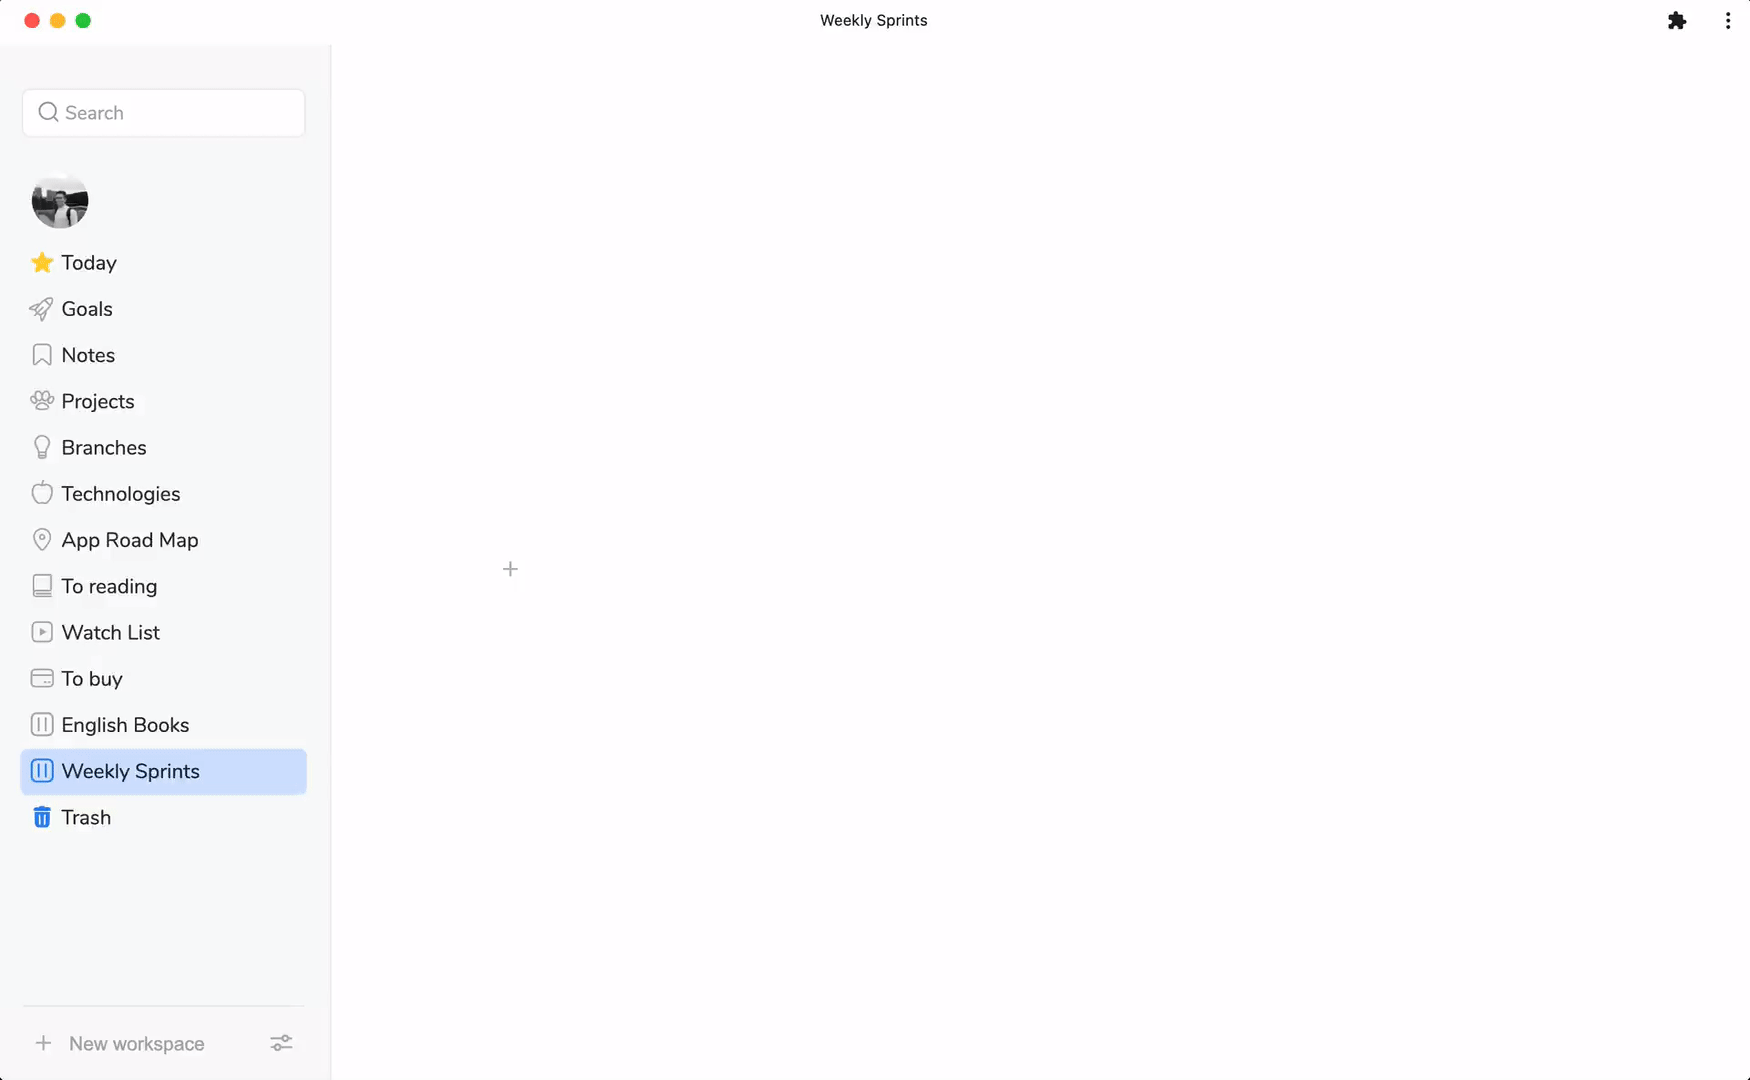 Weekly Sprints
Search
Today
Goals
Notes
Projects
Branches
Technologies
App Road Map
To reading
Watch List
To buy
English Books
Weekly Sprints
Trash
New workspace